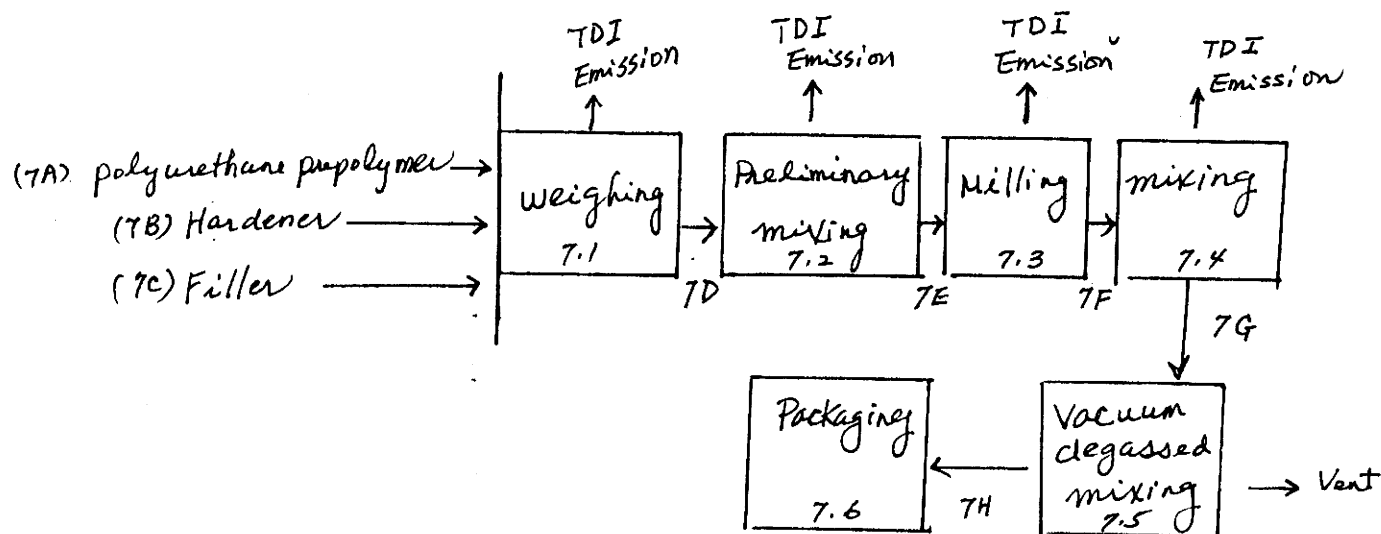 TDI
Emission
TDI
Emission
TDI
Emission
TDI
Emission
(7A) polyurethane prepolymer
(7B) Hardener
(7C) Filler
weighing
7.1
7D
Preliminary
mixing
7.2
7E
Milling
7.3
7F
mixing
7.4
7G
Vacuum
degassed
mixing
7.5
Vent
7H
Packaging
7.6